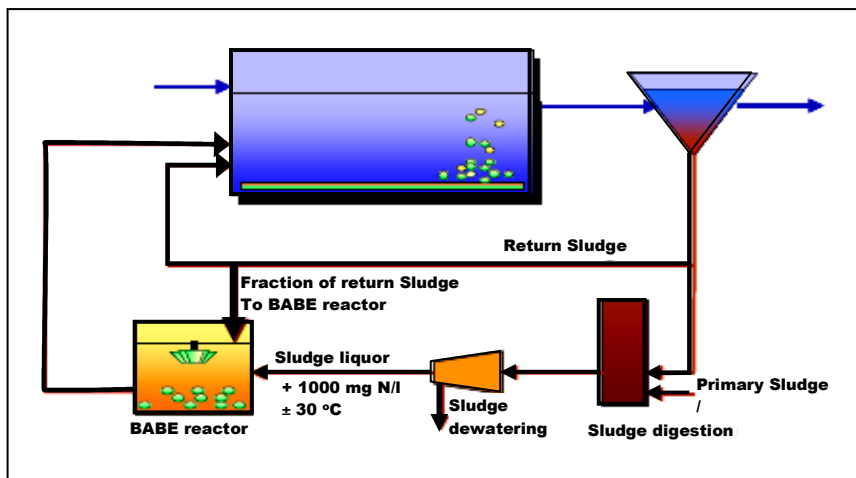 Return Sludge
Fraction of return Sludge
To BABE reactor
Sludge liquor
+ 1000 mg N/l
± 30 ºC
Sludge
dewatering
Primary Sludge
/
Sludge digestion
BABE reactor